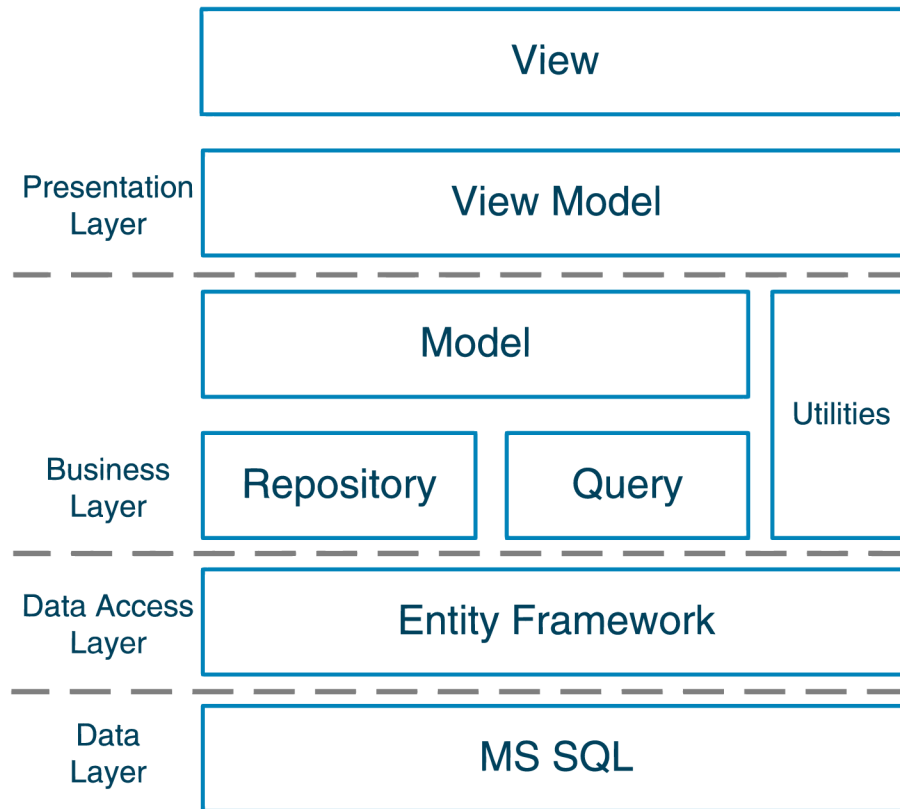 View
Presentation
Layer
View Model
Model
Utilities
Business
Layer
Repository
Query
Data Access
Layer
Entity Framework
Data
Layer
MS SQL